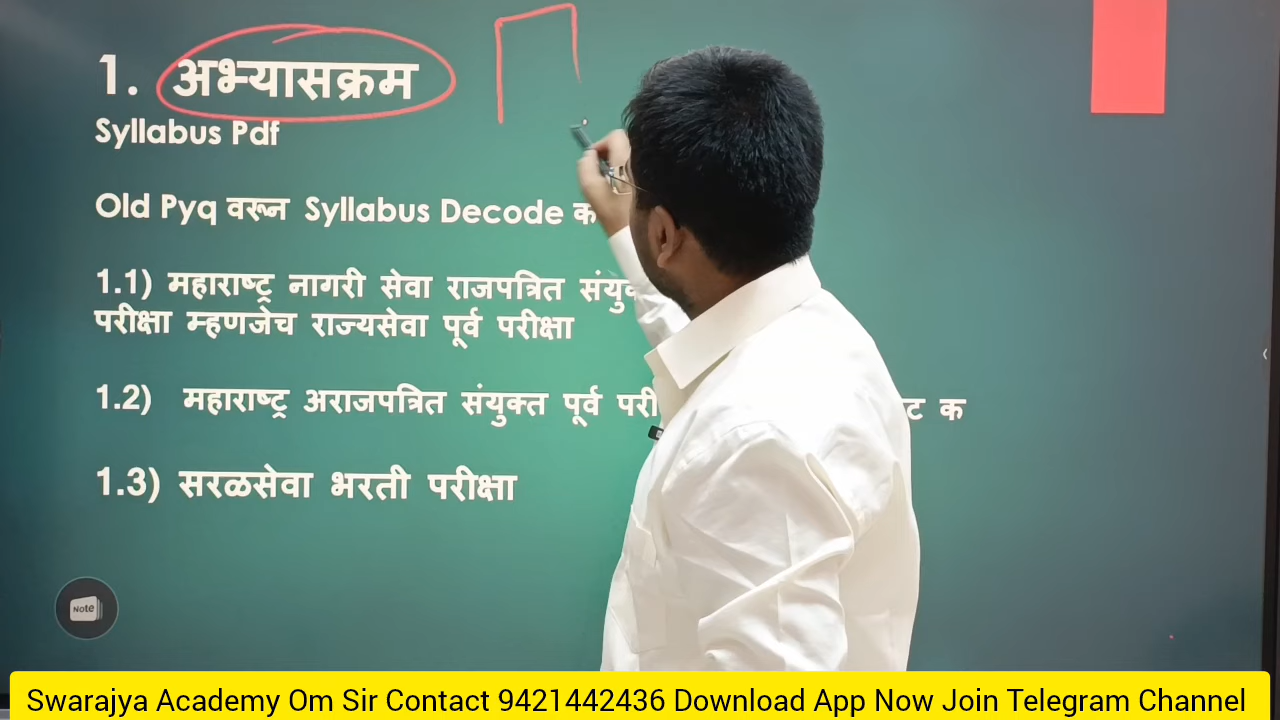 1. अभ्यासक्रम
Syllabus Pdf
Old Pyq वरून Syllabus Decode
1.1) महाराष्ट्र नागरी सेवा राजपत्रित
परीक्षा म्हणजेच राज्यसेवा पूर्व परीक्षा
1.2) महाराष्ट्र अराजपत्रित संयुक्त पूर्व क
1.3) सरळसेवा भरती परीक्षा
Note
Swarajya Academy Om Sir Contact 9421442436 Download App Now Join Telegram Channel